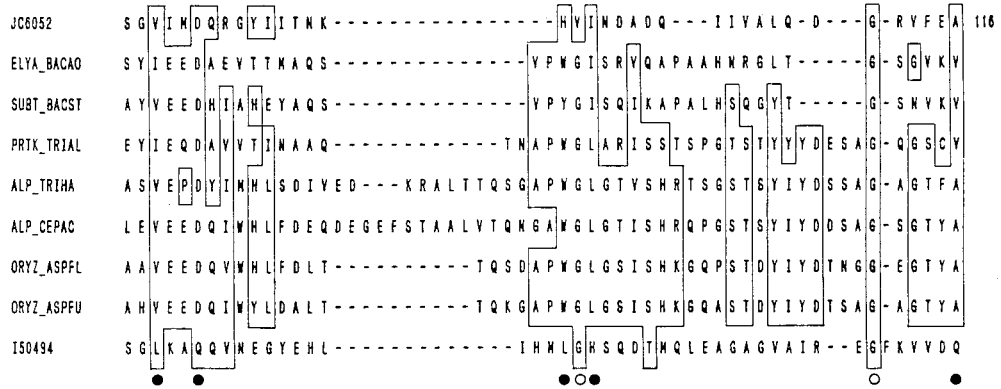 JC6052 S G V I M D Q R G Y I I T N K - - - - - - - - - - - - - - - - - H Y I N D A D Q - - - I I V A L Q - D - - - G - R V F E A 116
ELYA_BACAO S Y I E E D A E V T T M A Q S - - - - - - - - - - - - - - - V P W G I S R V Q A P A A H N R G L T - - - - - G - S G V K V
SUBT_BACST A Y V E E D H I A H E Y A Q S - - - - - - - - - - - - - - - V P Y G I S Q I K A P A L H S Q G Y T - - - - - G - S N V K V
PRTK_TRIAL E Y I E Q D A V V T I N A A Q - - - - - - - - - - - - - T N A P W G L A R I S S T S P G T S T Y Y Y D E S A G - Q G S C V
ALP_TRIHA A S V E P D Y I M H L S D I V E D - - - K R A L T T Q S G A P W G L G T V S H R T S G S T S Y I Y D S S A G - A G T F A
ALP_CEPAC L E V E E D Q I W H L F D E Q D E G E F S T A A L V T Q N G A W G L G T I S H R Q P G S T S Y I Y D D S A G - S G T Y A
ORYZ_ASPFL A A V E E D Q V W H L F D L T - - - - - - - - - - - T Q S D A P W G L G S I S H K G Q P S T D Y I Y D T N G G - E G T Y A
ORYZ_ASPFU A H V E E D Q I W Y L D A L T - - - - - - - - - - - T Q K G A P W G L G S I S H K G Q A S T D Y I Y D T S A G - A G T Y A
I50494 S G L K A Q Q V N E G Y E H L - - - - - - - - - - - - - - I H M L G H S Q D T M Q L E A G A G V A I R - - E G F K V V D Q